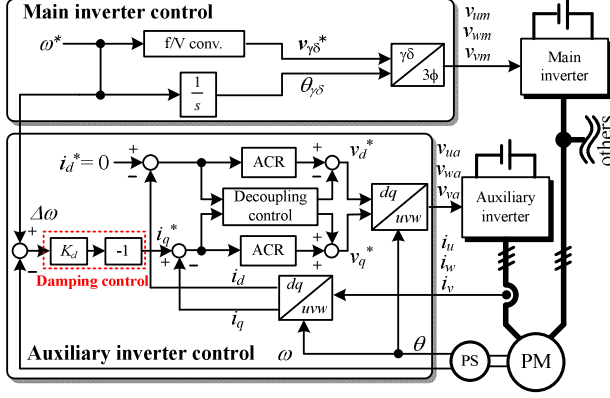 Main inverter control
ω*
f/V conv.
vγδ*
1
s
θγδ
γδ
3ϕ
vum
vwm
vvm
Main
inverter
others
id*=0
+
−
ACR
+
−
vd*
Decoupling
control
dq
uvw
vua
vwa
vva
Auxiliary
inverter
Δω
+
−
Kd
-1
Damping control
iq*
+
−
ACR
+
+
vq*
id
iq
dq
uvw
iu
iw
iv
ω
θ
PS
PM
Auxiliary inverter control